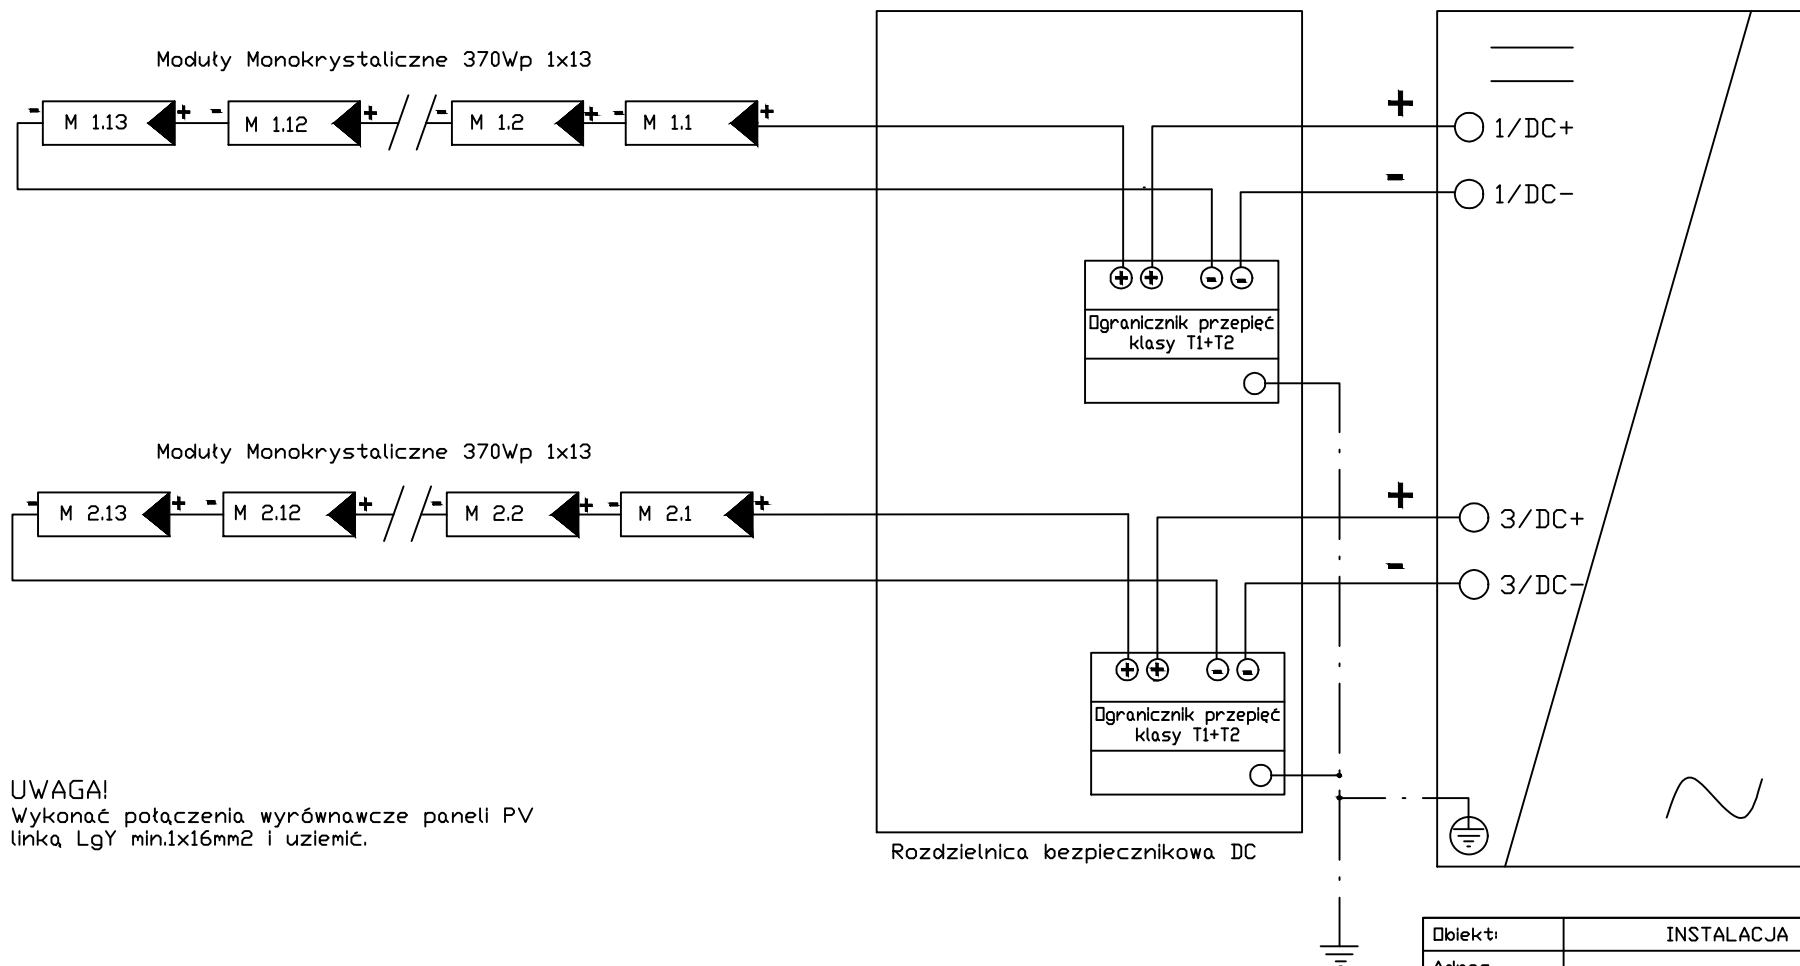 Moduły Monokrystaliczne 370Wp 1x13
- M 1.13 + - M 1.12 + - M 1.2 + - M 1.1 +
+ 1/DC+
- 1/DC-
+ + - -
Ogranicznik przepięć
klasy T1+T2
Moduły Monokrystaliczne 370Wp 1x13
- M 2.13 + - M 2.12 + - M 2.2 + - M 2.1 +
+ 3/DC+
- 3/DC-
+ + - -
Ogranicznik przepięć
klasy T1+T2
UWAGA!
Wykonać połączenia wyrównawcze paneli PV
linką LgY min.1x16mm2 i uziemić.
Rozdzielnica bezpiecznikowa DC
Obiekt: INSTALACJA